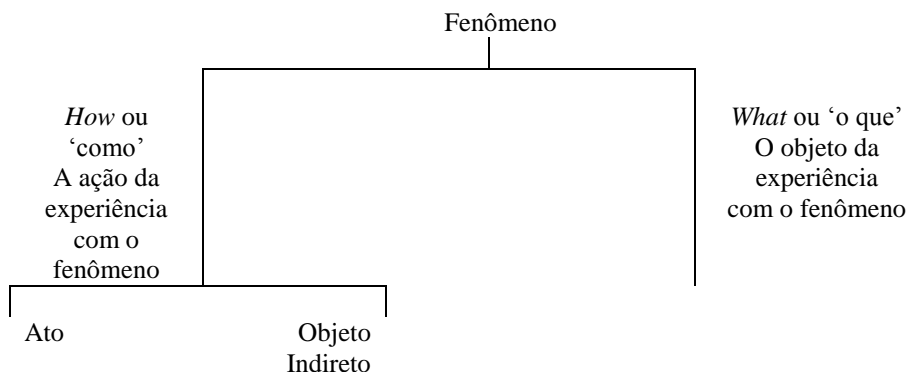 Fenômeno
How ou
‘como’
A ação da
experiência
com o
fenômeno
What ou ‘o que’
O objeto da
experiência
com o fenômeno
Ato
Objeto
Indireto